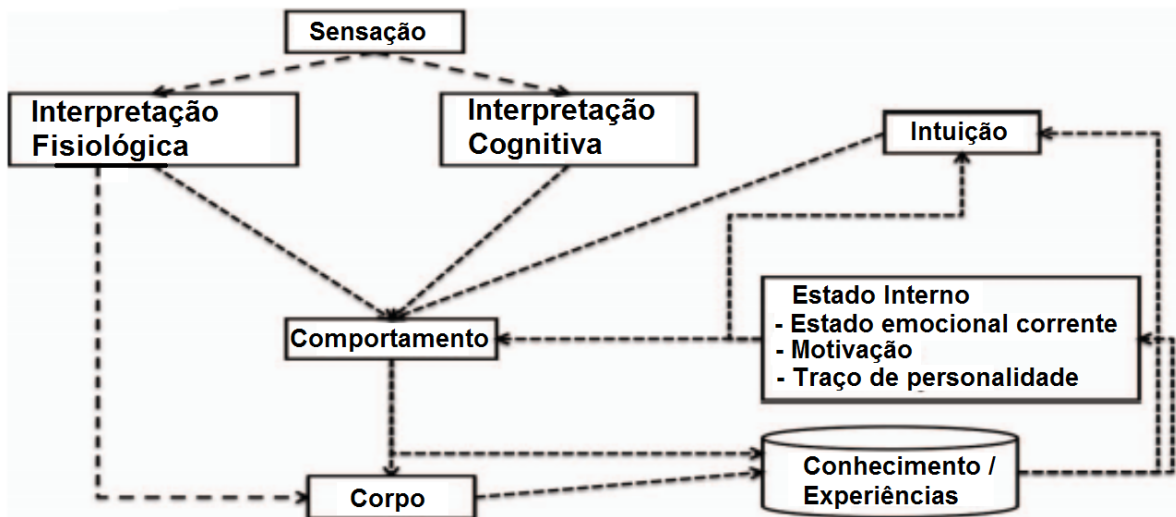 Sensação
Interpretação
Fisiológica
Interpretação
Cognitiva
Intuição
Estado Interno
- Estado emocional corrente
- Motivação
- Traço de personalidade
Comportamento
Conhecimento /
Experiências
Corpo